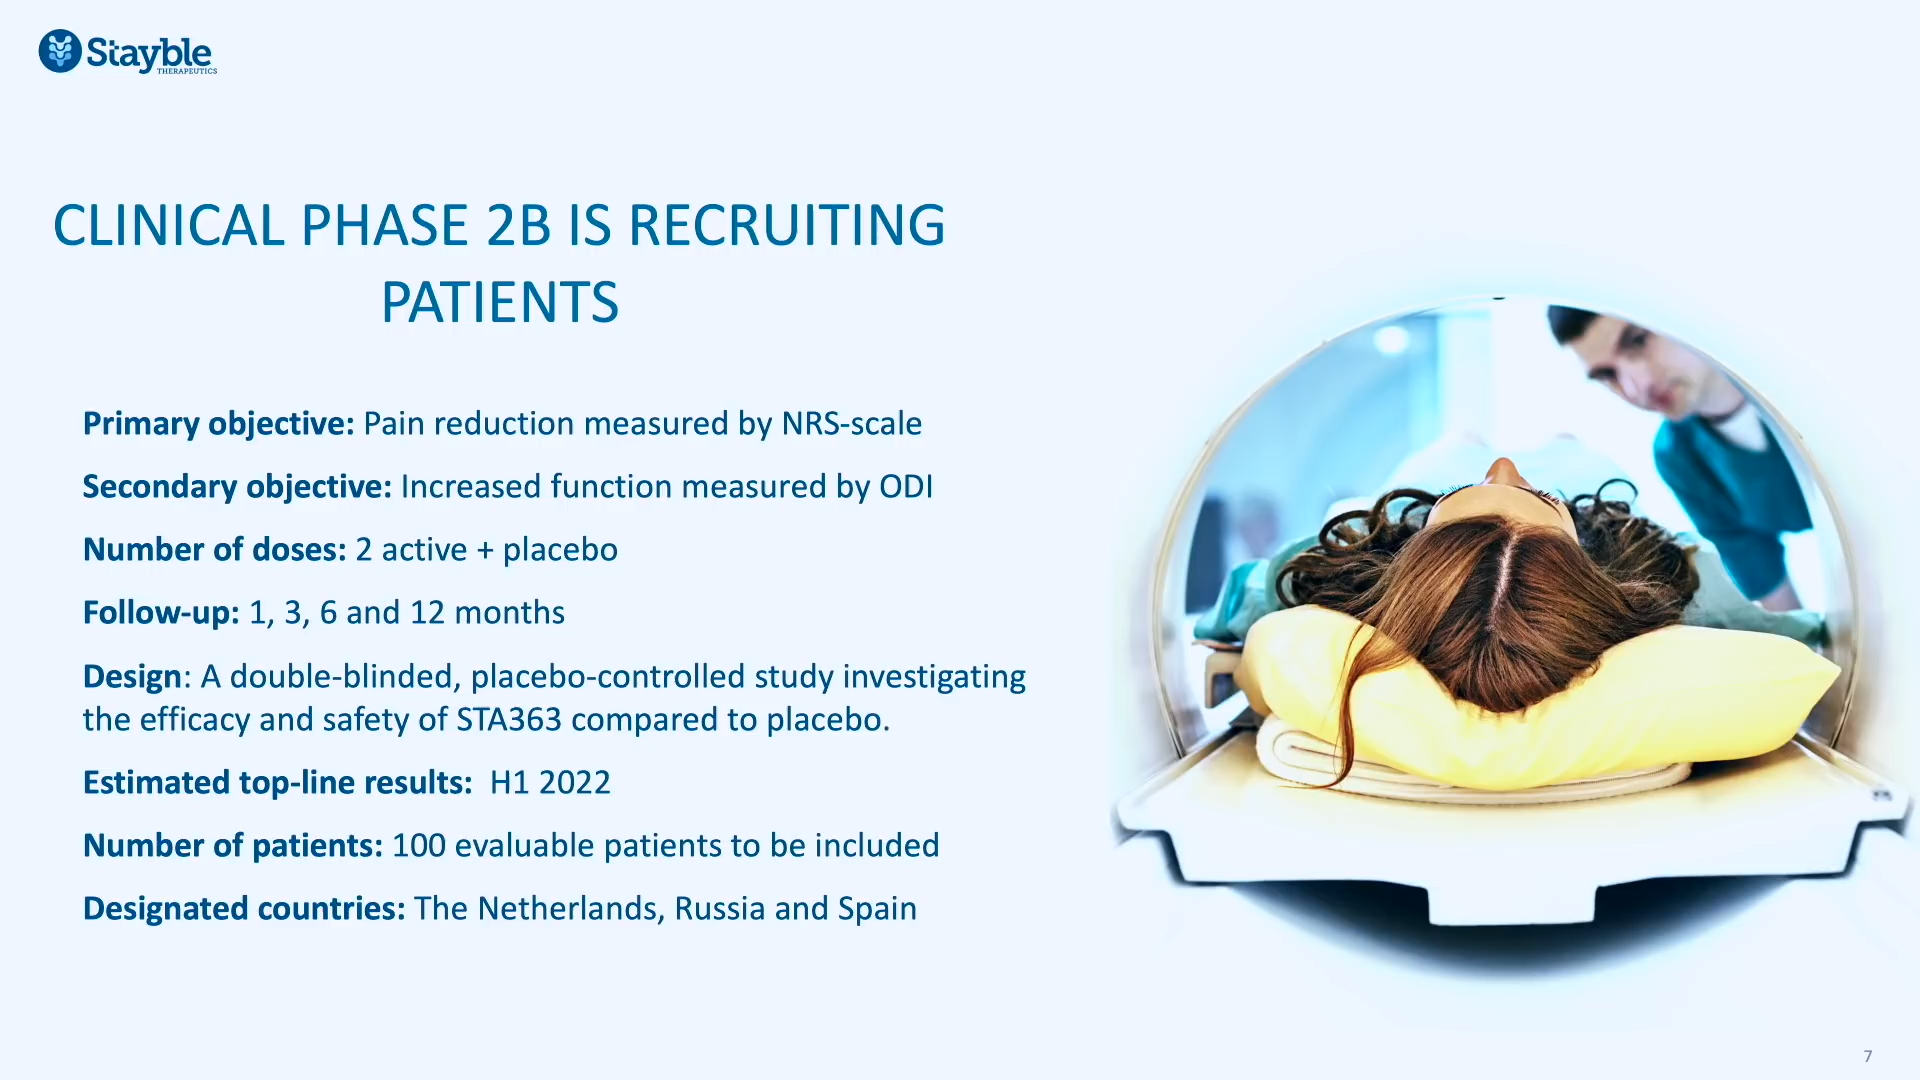 Stayble
THERAPEUTICS
CLINICAL PHASE 2B IS RECRUITING
PATIENTS
Primary objective: Pain reduction measured by NRS-scale
Secondary objective: Increased function measured by ODI
Number of doses: 2 active + placebo
Follow-up: 1, 3, 6 and 12 months
Design: A double-blinded, placebo-controlled study investigating
the efficacy and safety of STA363 compared to placebo.
Estimated top-line results: H1 2022
Number of patients: 100 evaluable patients to be included
Designated countries: The Netherlands, Russia and Spain
7